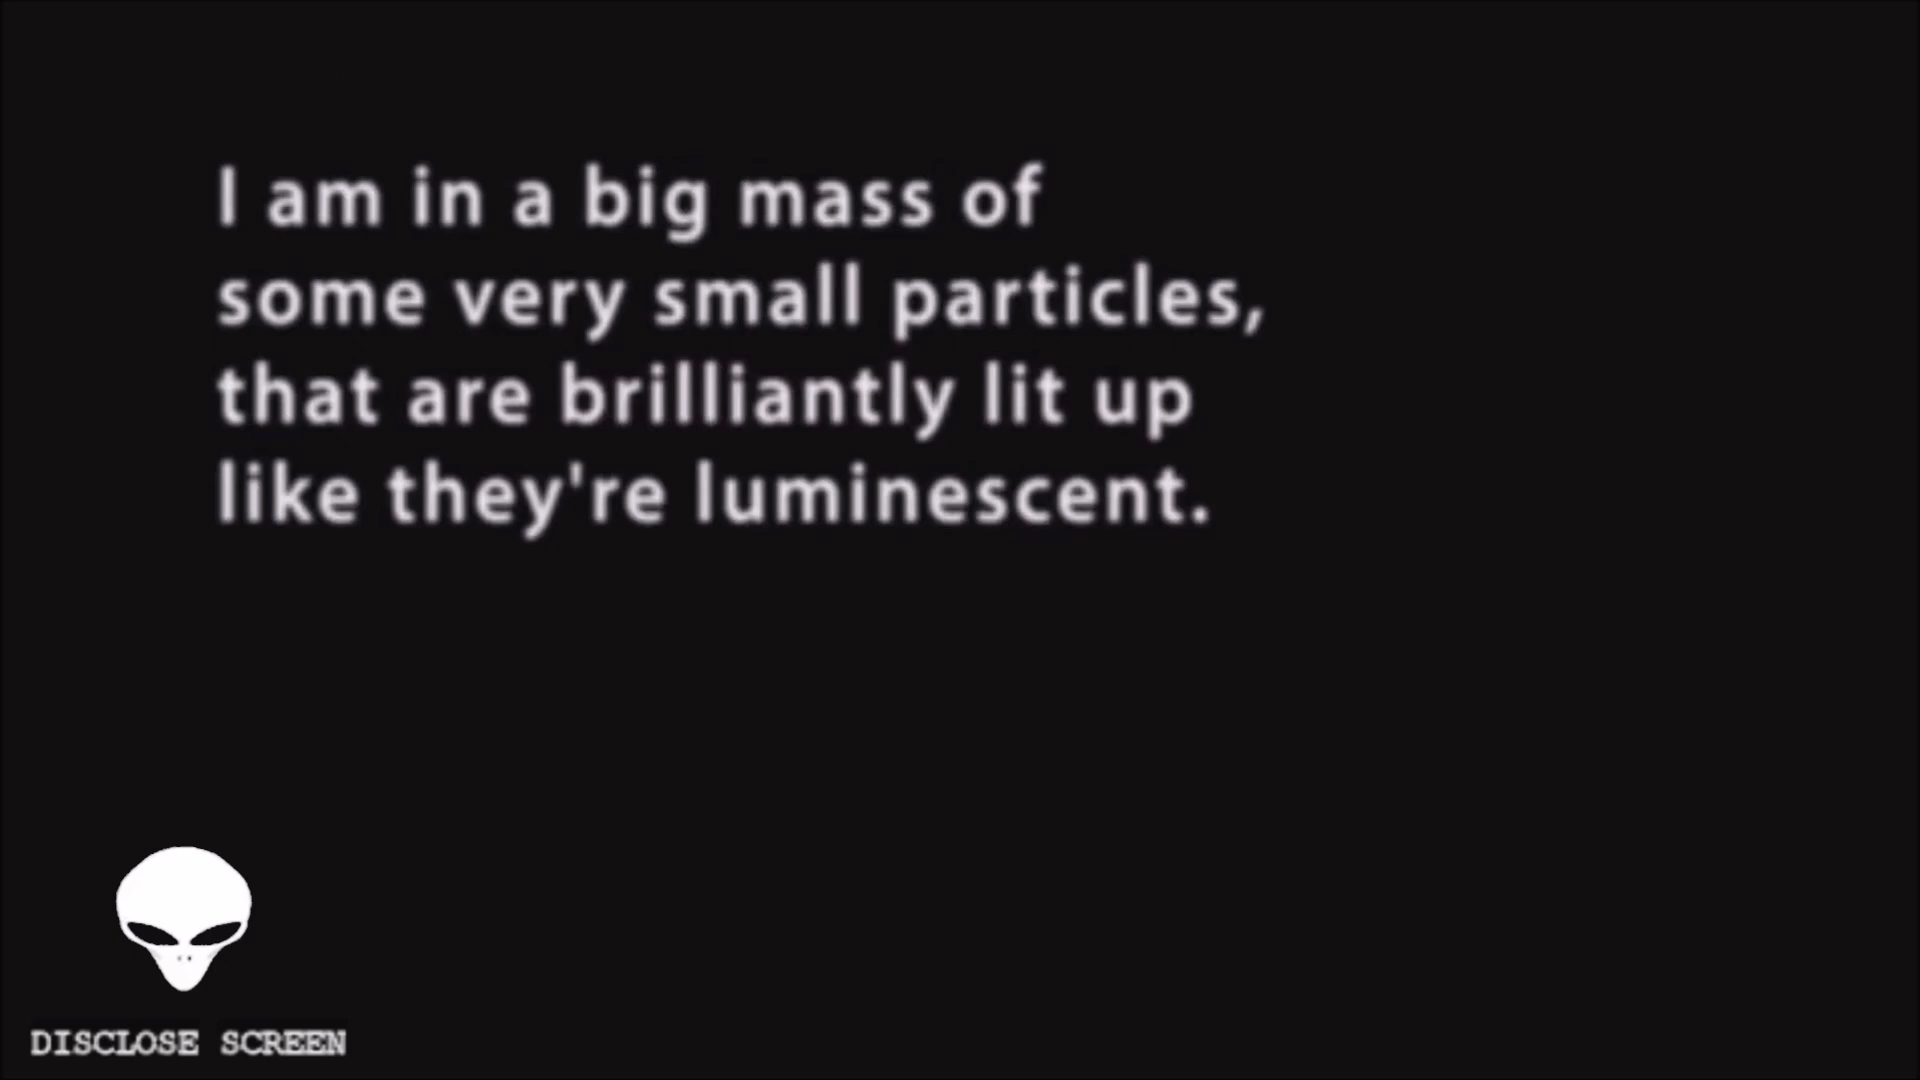 I am in a big mass of
some very small particles,
that are brilliantly lit up
like they're luminescent.
DISCLOSE SCREEN